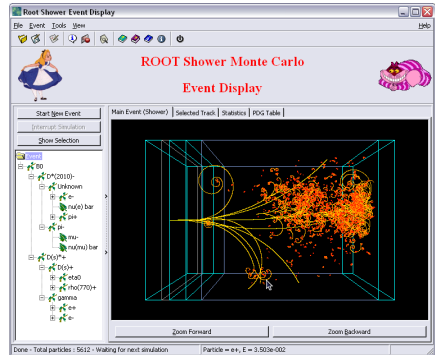 Root Shower Event Display
File Event Tools View Help
ROOT Shower Monte Carlo
Event Display
Start New Event
Interrupt Simulation
Show Selection
Main Event (Shower) Selected Track Statistics PDG Table
Event
B0
D*(2010)-
Unknown
e-
nu(e) bar
pi+
pi-
mu-
nu(mu) bar
D(s)*+
D(s)+
eta0
rho(770)+
gamma
e+
e-
Zoom Forward Zoom Backward
Done - Total particles : 5612 - Waiting for next simulation Particle = e+, E = 3.503e-002